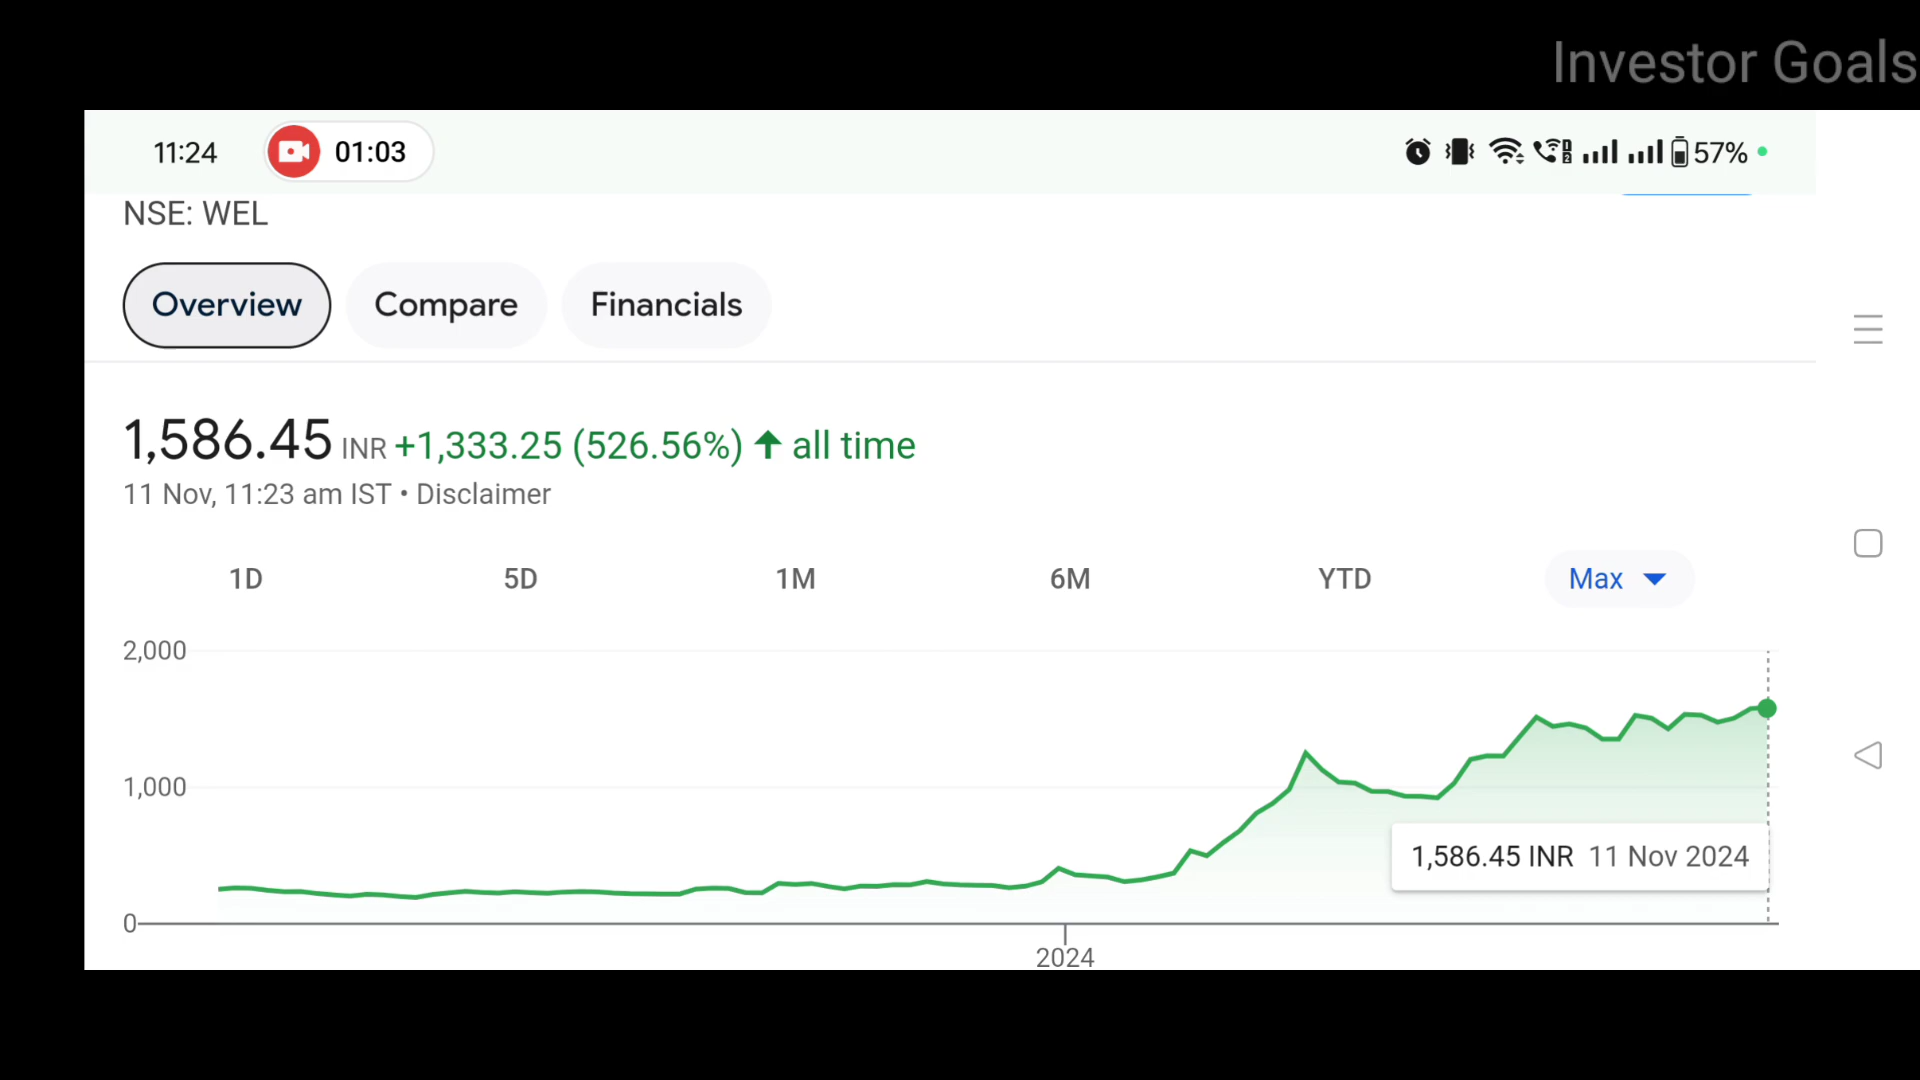 Investor Goals
11:24 01:03 57%
NSE: WEL
Overview Compare Financials
1,586.45 INR +1,333.25 (526.56%) ↑ all time
11 Nov, 11:23 am IST • Disclaimer
1D 5D 1M 6M YTD Max
2,000
1,000
1,586.45 INR 11 Nov 2024
0
2024